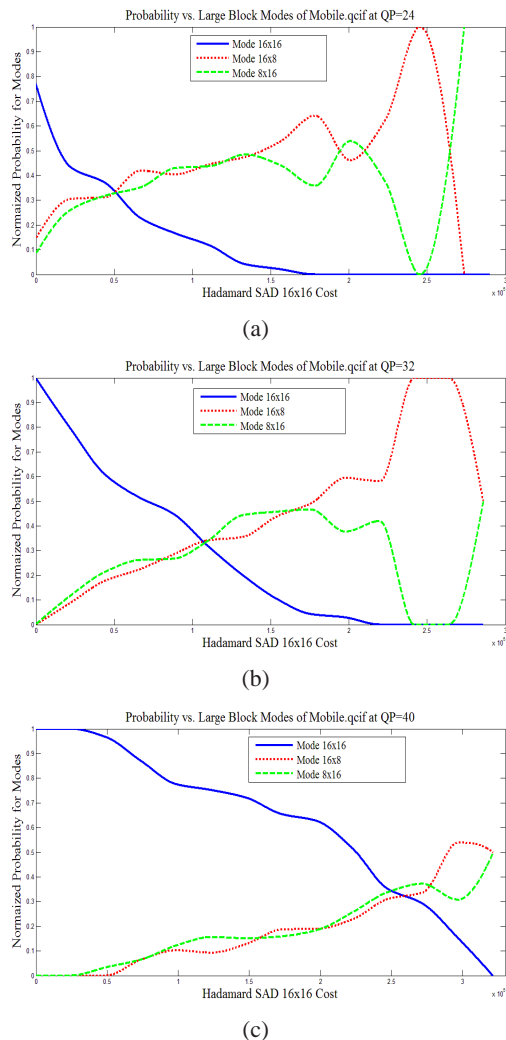 Probability vs. Large Block Modes of Mobile.qcif at QP=24
Normaized Probability for Modes
1
0.9
0.8
0.7
0.6
0.5
0.4
0.3
0.2
0.1
0
Mode 16x16
Mode 16x8
Mode 8x16
0 0.5 1 1.5 2 2.5 3
x 10⁵
Hadamard SAD 16x16 Cost
(a)
Probability vs. Large Block Modes of Mobile.qcif at QP=32
Normaized Probability for Modes
1
0.9
0.8
0.7
0.6
0.5
0.4
0.3
0.2
0.1
0
Mode 16x16
Mode 16x8
Mode 8x16
0 0.5 1 1.5 2 2.5 3
x 10⁵
Hadamard SAD 16x16 Cost
(b)
Probability vs. Large Block Modes of Mobile.qcif at QP=40
Normaized Probability for Modes
1
0.9
0.8
0.7
0.6
0.5
0.4
0.3
0.2
0.1
0
Mode 16x16
Mode 16x8
Mode 8x16
0 0.5 1 1.5 2 2.5 3
x 10⁵
Hadamard SAD 16x16 Cost
(c)